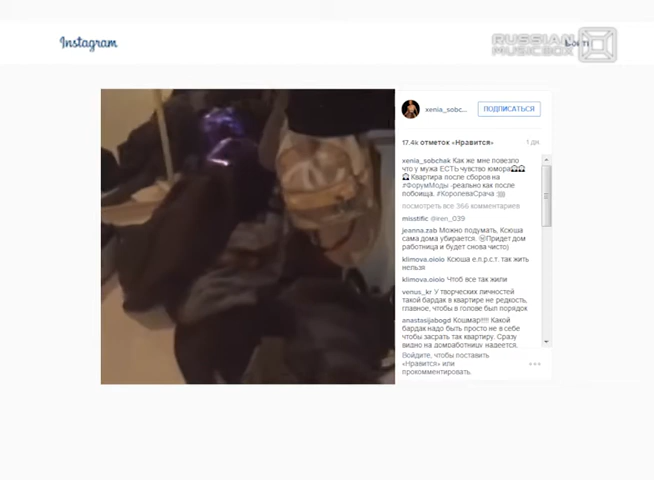 Instagram
RUSSIAN
MUSICBOX
xenia_sobc...
ПОДПИСАТЬСЯ
17.4k отметок «Нравится»
1 дн.
xenia_sobchak Как же мне повезло
что у мужа ЕСТЬ чувство юмора
Квартира после сборов на
#ФорумМоды -реально как после
побоища. #КоролеваСрача :)))
посмотреть все 366 комментариев
misstific @iren_039
jeanna.zab Можно подумать, Ксюша
сама дома убирается. Придет дом
работница и будет снова чисто)
klimova.oioio Ксюша е.п.р.с.т. так жить
нельзя
klimova.oioio Чтоб все так жили
venus_kr У творческих личностей
такой бардак в квартире не редкость,
главное, чтобы в голове был порядок
anastasijabogd Кошмар!!!! Какой
бардак надо быть просто не в себе
чтобы засрать так квартиру. Сразу
видно на домработницу надеется.
Войдите, чтобы поставить
«Нравится» или
прокомментировать.